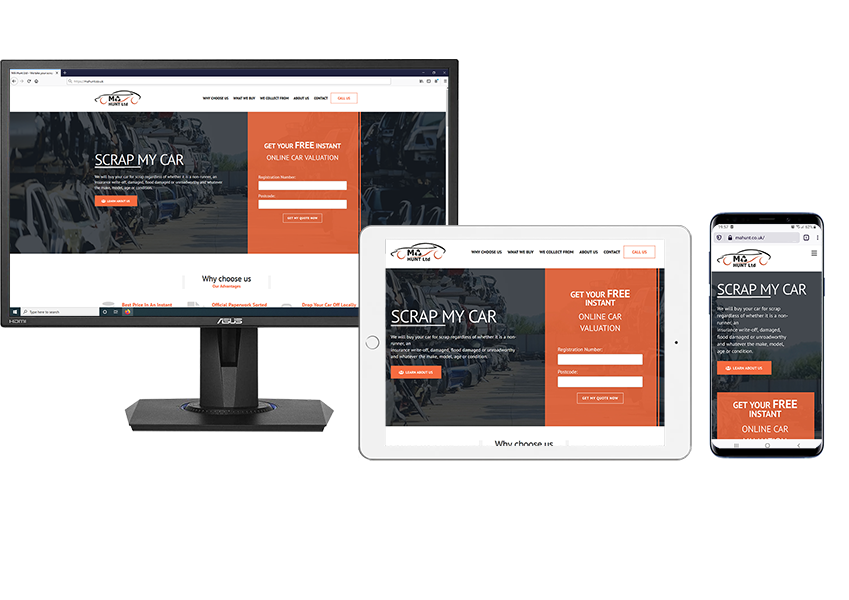 MA
HUNT Ltd
WHY CHOOSE US WHAT WE BUY WE COLLECT FROM ABOUT US CONTACT CALL US
SCRAP MY CAR
We will buy your car for scrap regardless of whether it is a non-runner, an
insurance write-off, damaged, flood damaged or unroadworthy and whatever
the make, model, age or condition.
LEARN ABOUT US
GET YOUR FREE INSTANT
ONLINE CAR VALUATION
Registration Number:
Postcode:
GET MY QUOTE NOW
Why choose us
Our Advantages
Best Price In An Instant Official Paperwork Sorted Drop Your Car Off Locally
Type here to search
HDMI
ASUS
MA
HUNT Ltd
WHY CHOOSE US WHAT WE BUY WE COLLECT FROM ABOUT US CONTACT CALL US
SCRAP MY CAR
We will buy your car for scrap regardless of whether it is a non-
runner, an
insurance write-off, damaged, flood damaged or unroadworthy
and whatever the make, model, age or condition.
LEARN ABOUT US
GET YOUR FREE
INSTANT
ONLINE CAR
VALUATION
Registration Number:
Postcode:
GET MY QUOTE NOW
Why choose us
mahunt.co.uk/
MA
HUNT Ltd
SCRAP MY CAR
We will buy your car for scrap
regardless of whether it is a non-
runner, an
insurance write-off, damaged,
flood damaged or unroadworthy
and whatever the make, model,
age or condition.
LEARN ABOUT US
GET YOUR FREE
INSTANT
ONLINE CAR
VALUATION